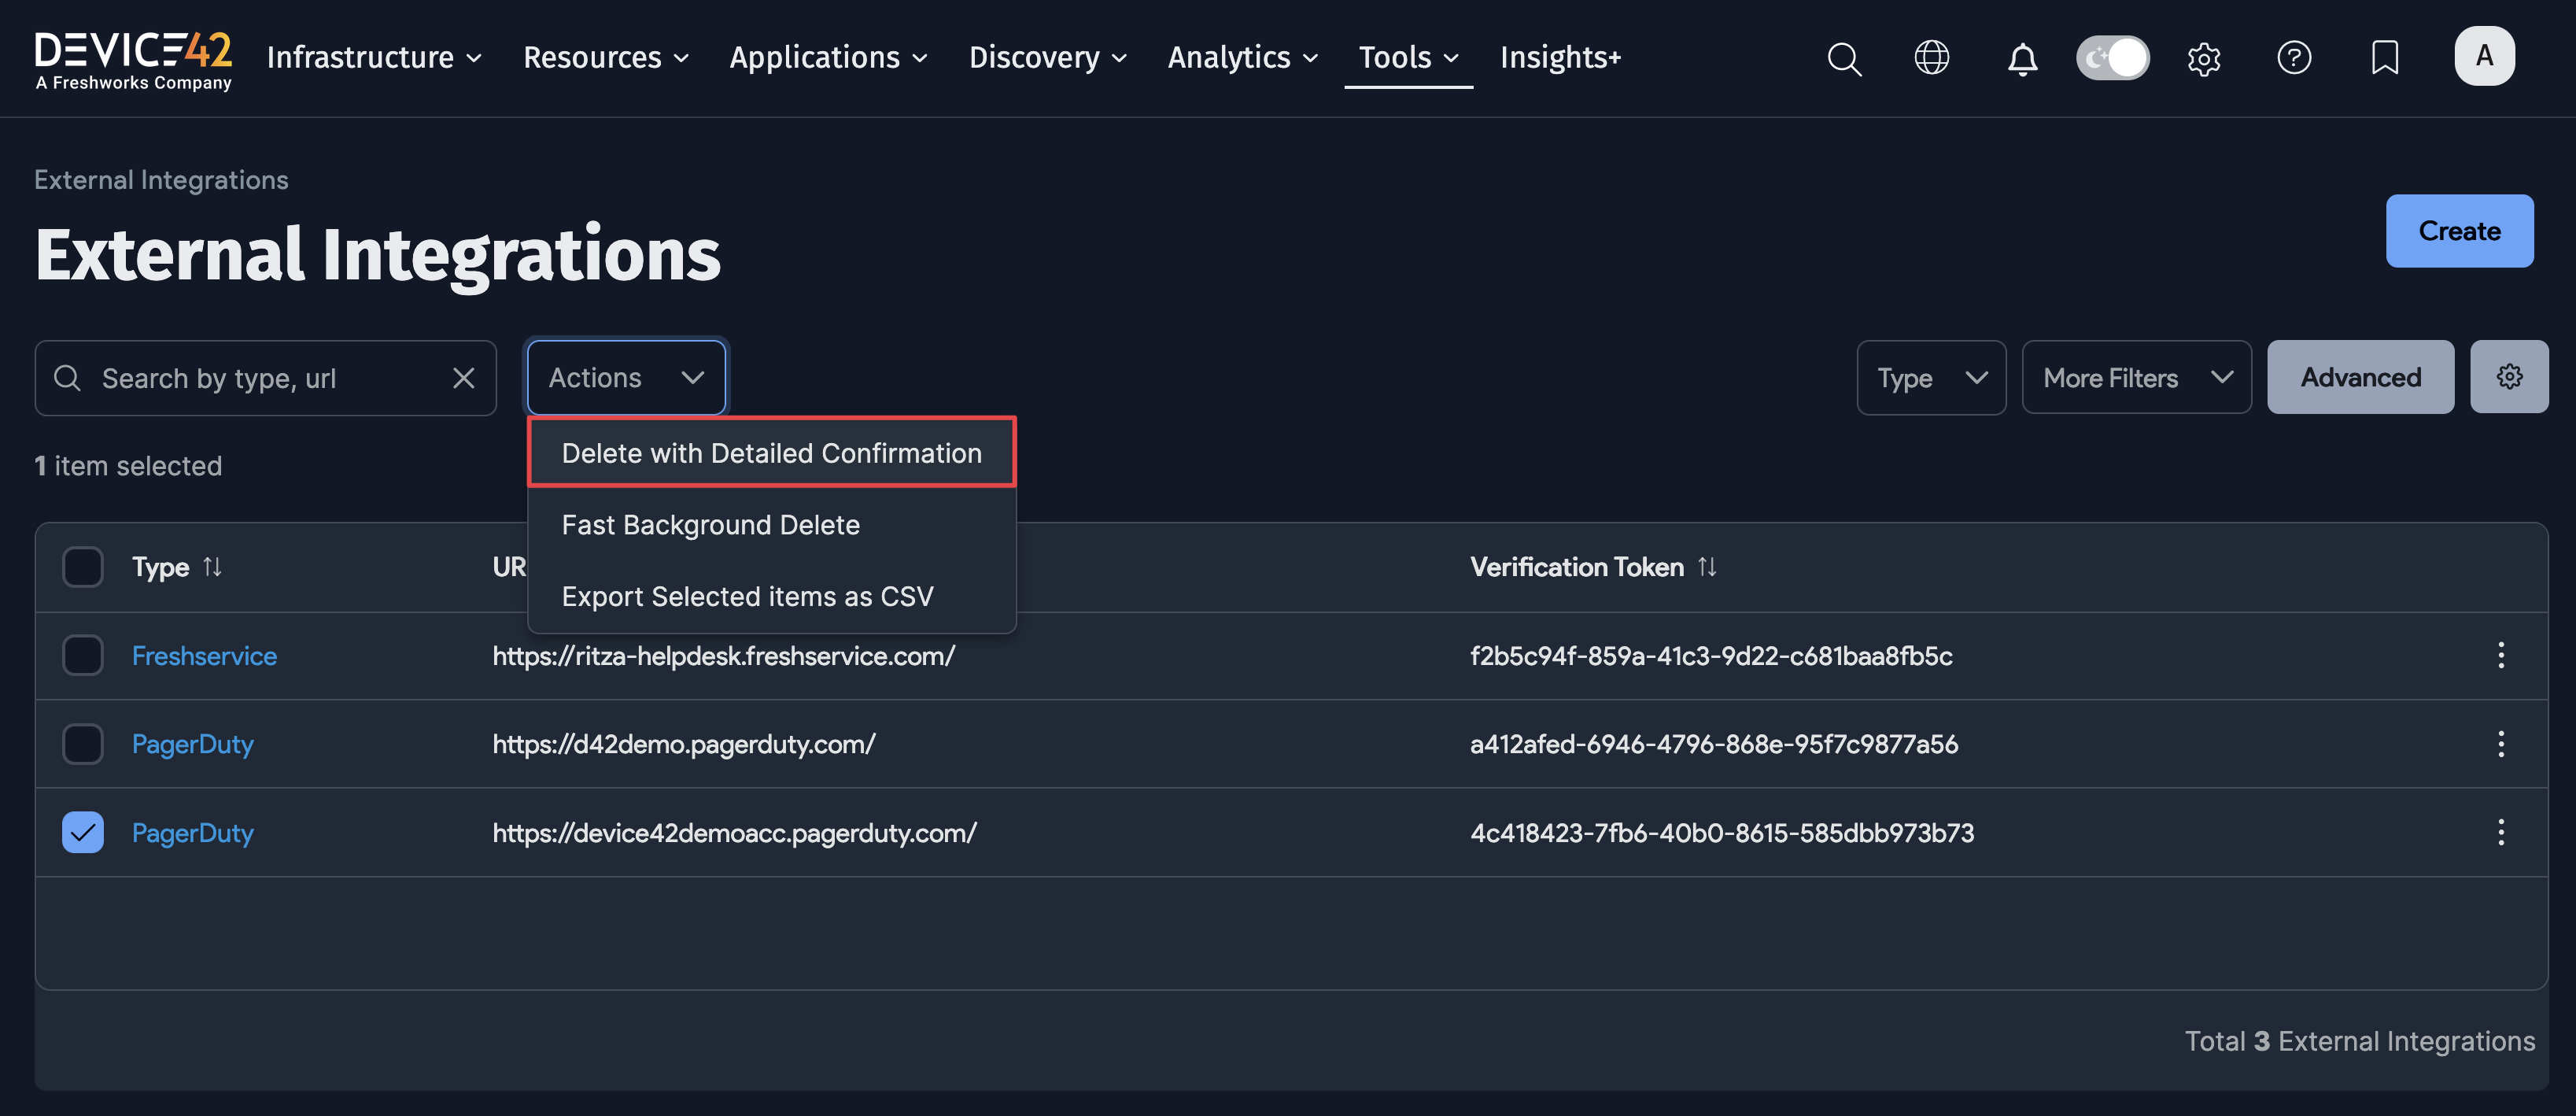 DEVICE42
A Freshworks Company
Infrastructure
Resources
Applications
Discovery
Analytics
Tools
Insights+
A
External Integrations
External Integrations
Create
Search by type, url
Actions
Type
More Filters
Advanced
Delete with Detailed Confirmation
Fast Background Delete
Export Selected items as CSV
1 item selected
Type
UR
Verification Token
Freshservice
https://ritza-helpdesk.freshservice.com/
f2b5c94f-859a-41c3-9d22-c681baa8fb5c
PagerDuty
https://d42demo.pagerduty.com/
a412afed-6946-4796-868e-95f7c9877a56
PagerDuty
https://device42demoacc.pagerduty.com/
4c418423-7fb6-40b0-8615-585dbb973b73
Total 3 External Integrations